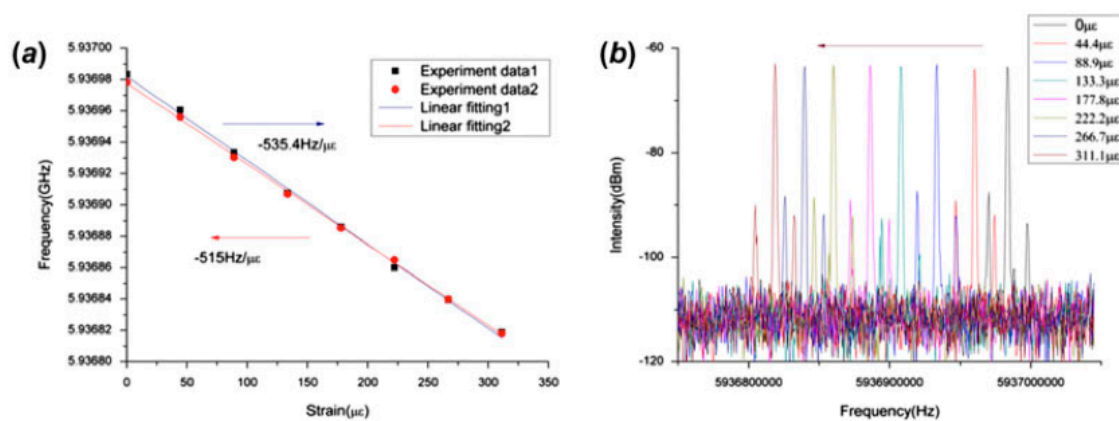 (a)
5.93700
5.93698
5.93696
5.93694
5.93692
5.93690
5.93688
5.93686
5.93684
5.93682
5.93680
Frequency(GHz)
Experiment data1
Experiment data2
Linear fitting1
Linear fitting2
-535.4Hz/με
-515Hz/με
0 50 100 150 200 250 300 350
Strain(με)
(b)
-60
-80
-100
-120
Intensity(dBm)
0με
44.4με
88.9με
133.3με
177.8με
222.2με
266.7με
311.1με
5936800000 5936900000 5937000000
Frequency(Hz)